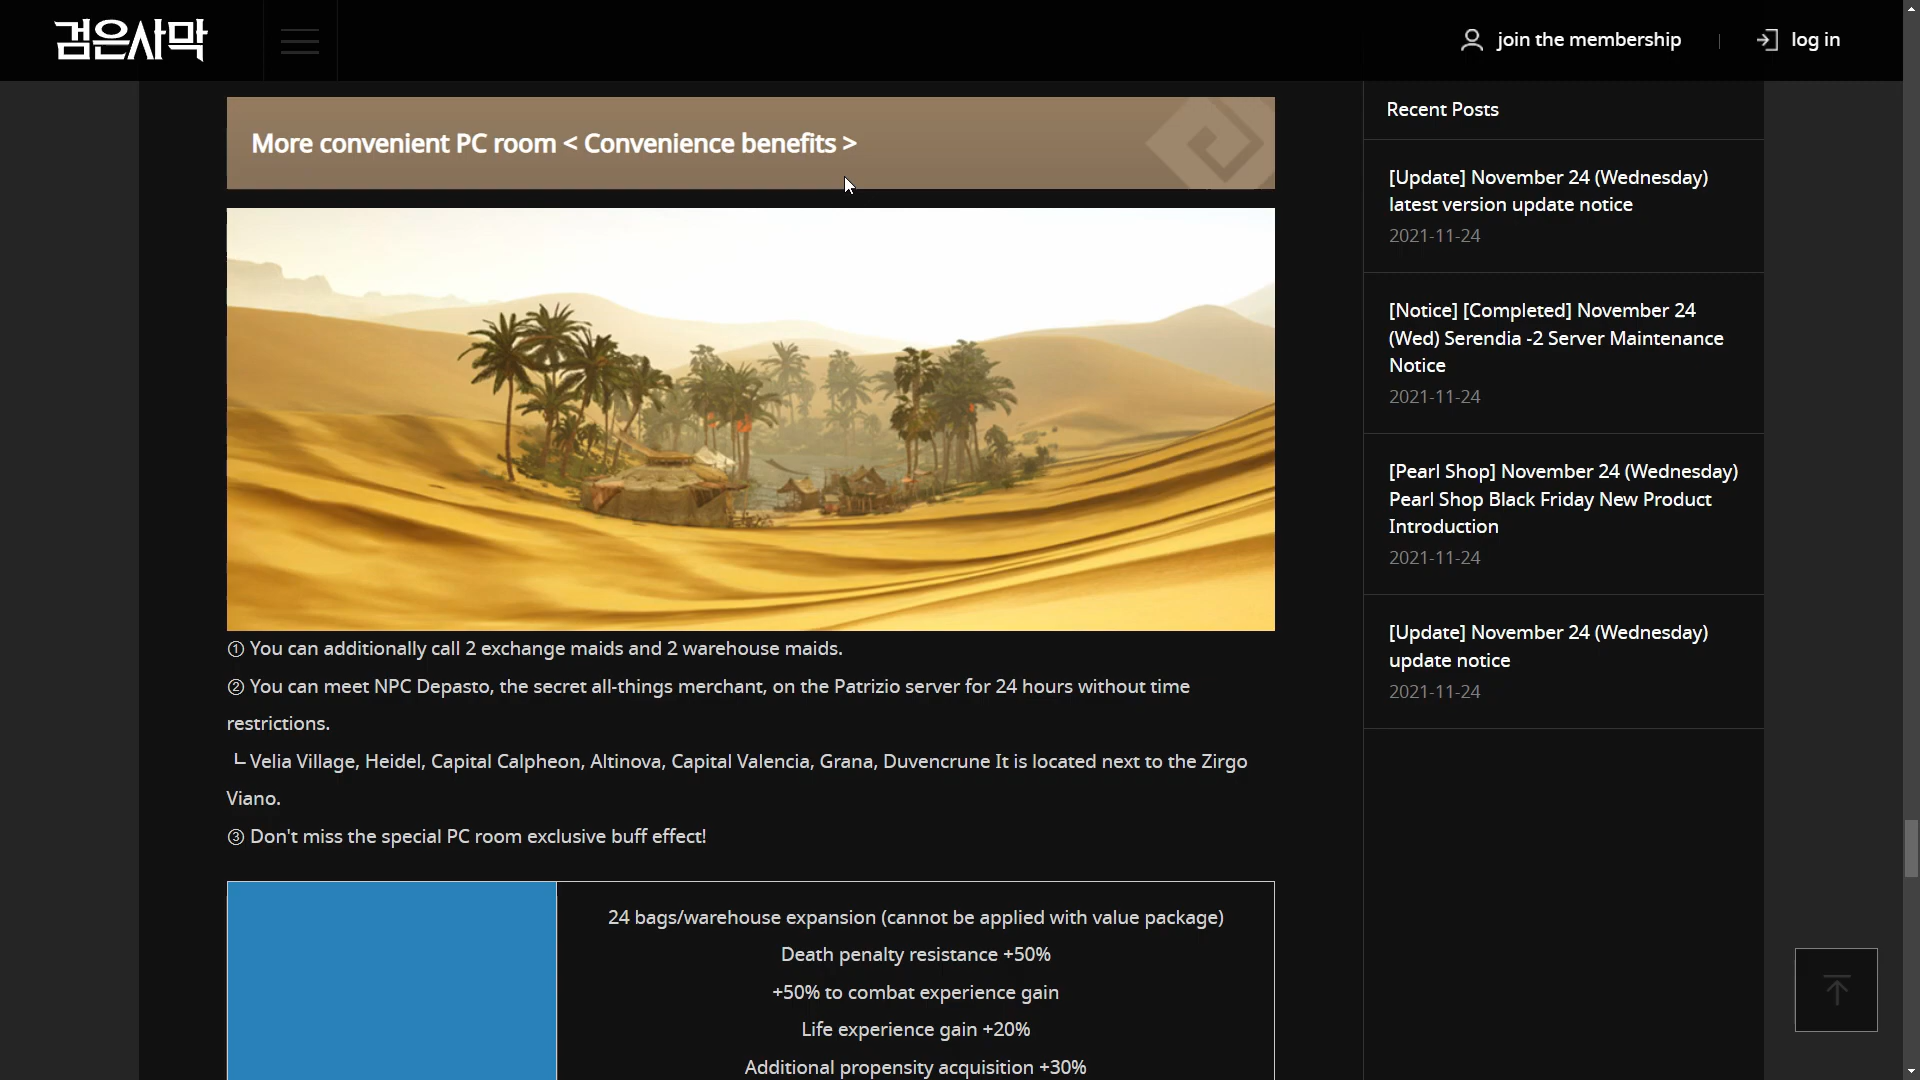 검은사막
join the membership
log in
More convenient PC room < Convenience benefits >
① You can additionally call 2 exchange maids and 2 warehouse maids.
② You can meet NPC Depasto, the secret all-things merchant, on the Patrizio server for 24 hours without time
restrictions.
┗ Velia Village, Heidel, Capital Calpheon, Altinova, Capital Valencia, Grana, Duvencrune It is located next to the Zirgo
Viano.
③ Don't miss the special PC room exclusive buff effect!
24 bags/warehouse expansion (cannot be applied with value package)
Death penalty resistance +50%
+50% to combat experience gain
Life experience gain +20%
Additional propensity acquisition +30%
Recent Posts
[Update] November 24 (Wednesday)
latest version update notice
2021-11-24
[Notice] [Completed] November 24
(Wed) Serendia -2 Server Maintenance
Notice
2021-11-24
[Pearl Shop] November 24 (Wednesday)
Pearl Shop Black Friday New Product
Introduction
2021-11-24
[Update] November 24 (Wednesday)
update notice
2021-11-24